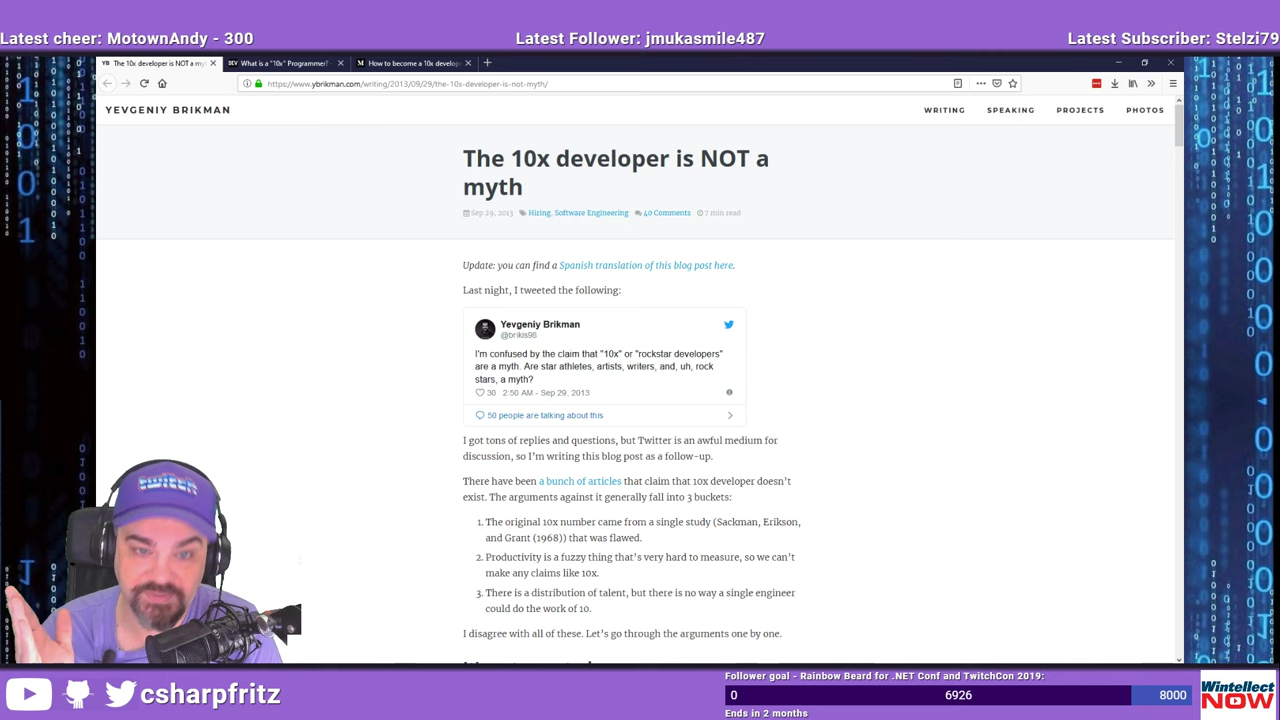 Latest cheer: MotownAndy - 300
Latest Follower: jmukasmile487
Latest Subscriber: Stelzi79
YB The 10x developer is NOT a my
DEV What is a "10x" Programmer?
M How to become a 10x develop
https://www.ybrikman.com/writing/2013/09/29/the-10x-developer-is-not-myth/
YEVGENIY BRIKMAN
WRITING SPEAKING PROJECTS PHOTOS
The 10x developer is NOT a
myth
Sep 29, 2013 Hiring, Software Engineering 40 Comments 7 min read
Update: you can find a Spanish translation of this blog post here.
Last night, I tweeted the following:
Yevgeniy Brikman
@brikis98
I'm confused by the claim that "10x" or "rockstar developers"
are a myth. Are star athletes, artists, writers, and, uh, rock
stars, a myth?
30 2:50 AM - Sep 29, 2013
50 people are talking about this
I got tons of replies and questions, but Twitter is an awful medium for
discussion, so I'm writing this blog post as a follow-up.
There have been a bunch of articles that claim that 10x developer doesn't
exist. The arguments against it generally fall into 3 buckets:
1. The original 10x number came from a single study (Sackman, Erikson,
and Grant (1968)) that was flawed.
2. Productivity is a fuzzy thing that's very hard to measure, so we can't
make any claims like 10x.
3. There is a distribution of talent, but there is no way a single engineer
could do the work of 10.
I disagree with all of these. Let's go through the arguments one by one.
twitch
csharpfritz
Follower goal - Rainbow Beard for .NET Conf and TwitchCon 2019:
0 6926 8000
Ends in 2 months
Wintellect
NOW